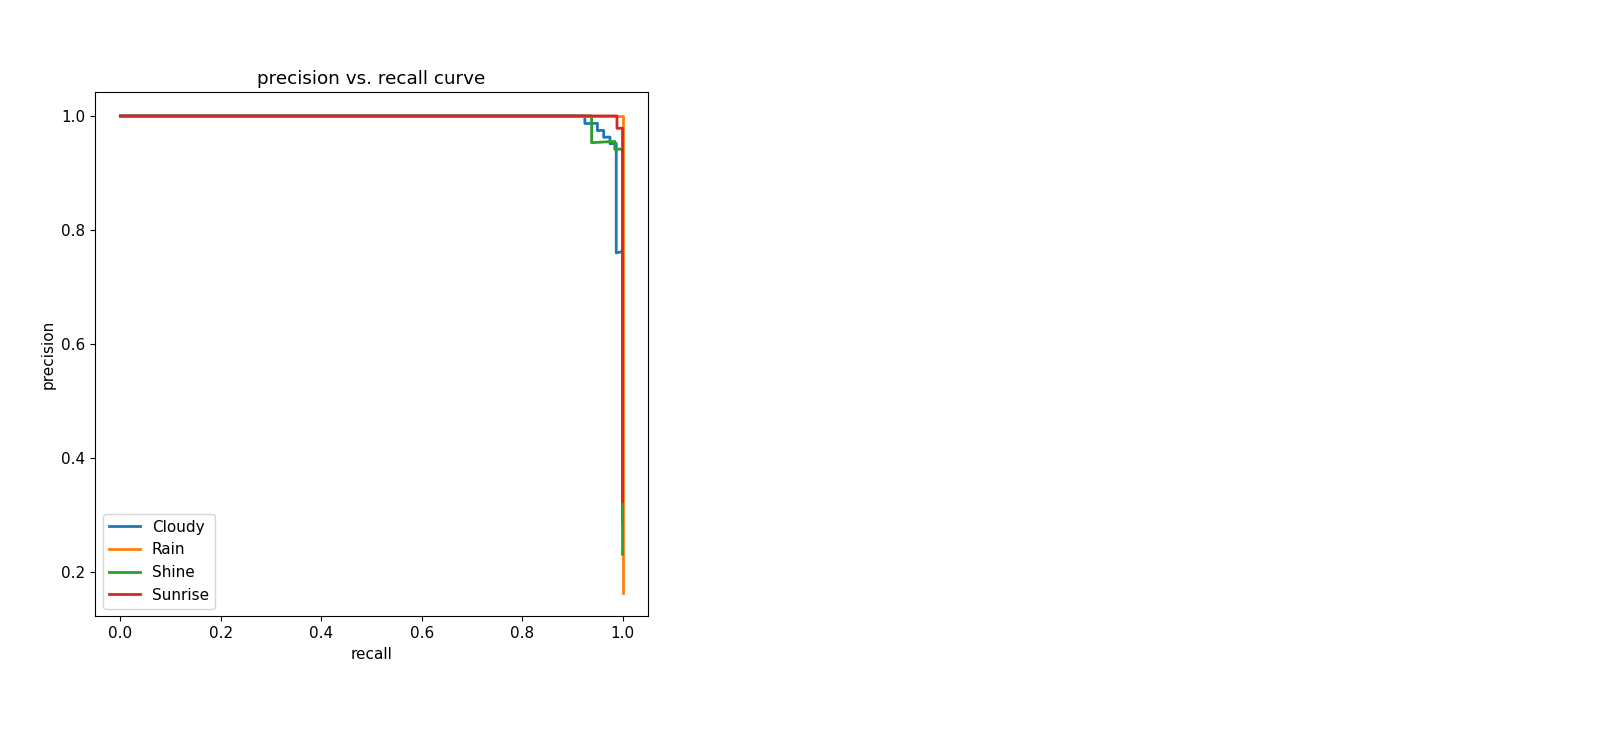 precision vs. recall curve
1.0
0.8
0.6
0.4
0.2
precision
Cloudy
Rain
Shine
Sunrise
0.0 0.2 0.4 0.6 0.8 1.0
recall